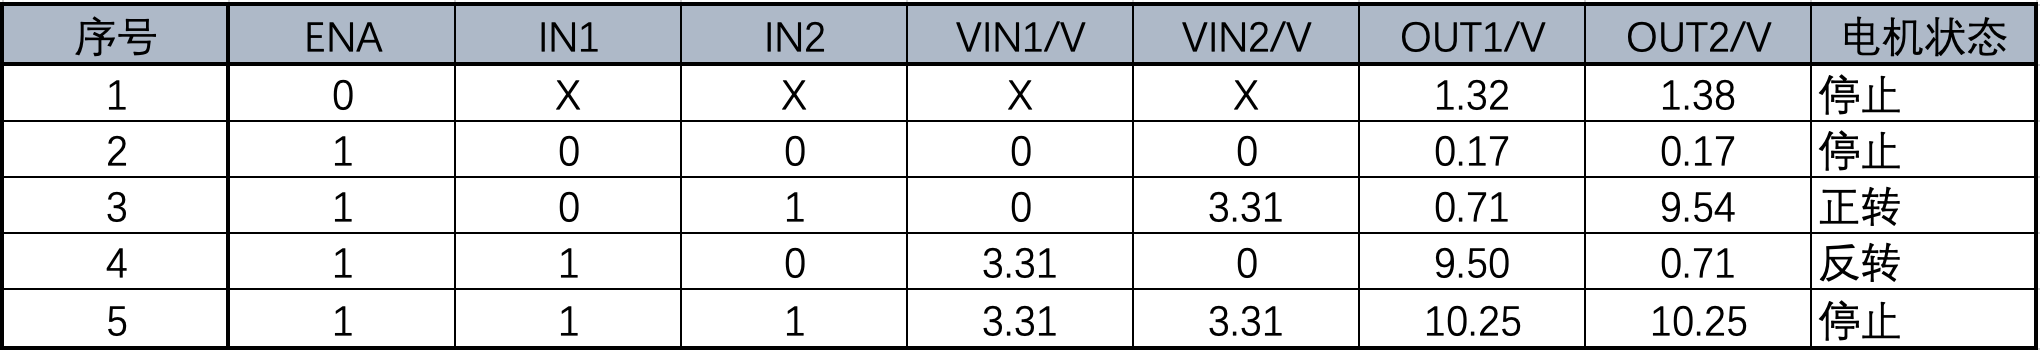 序号 ENA IN1 IN2 VIN1/V VIN2/V OUT1/V OUT2/V 电机状态
1 0 X X X X 1.32 1.38 停止
2 1 0 0 0 0 0.17 0.17 停止
3 1 0 1 0 3.31 0.71 9.54 正转
4 1 1 0 3.31 0 9.50 0.71 反转
5 1 1 1 3.31 3.31 10.25 10.25 停止